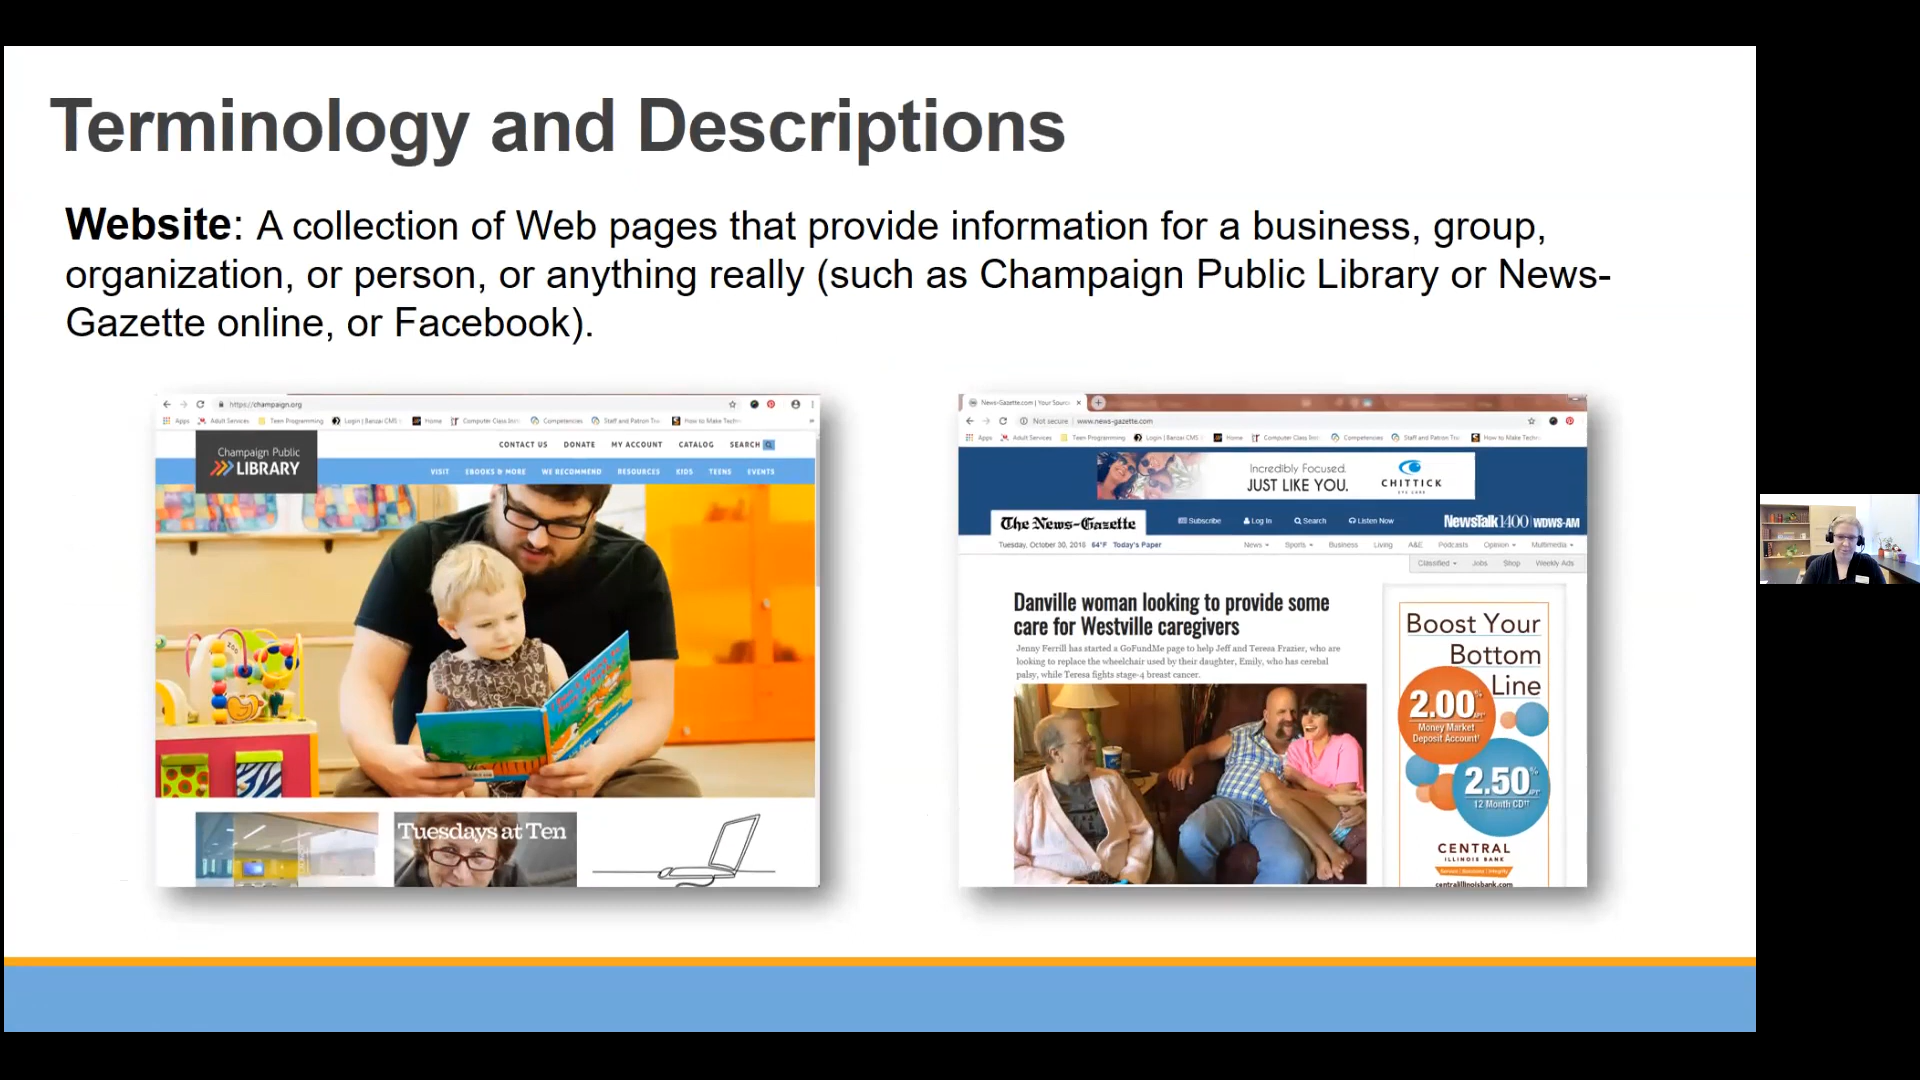 Terminology and Descriptions
Website: A collection of Web pages that provide information for a business, group,
organization, or person, or anything really (such as Champaign Public Library or News-
Gazette online, or Facebook).
https://champaign.org
Apps Adult Services Teen Programming Login | Banzai CMS Home Computer Class Inst Competencies Staff and Patron Tra How to Make Techn
Champaign Public
LIBRARY
CONTACT US DONATE MY ACCOUNT CATALOG SEARCH
VISIT EBOOKS & MORE WE RECOMMEND RESOURCES KIDS TEENS EVENTS
Tuesdays at Ten
News-Gazette.com | Your Sourc
Not secure www.news-gazette.com
Apps Adult Services Teen Programming Login | Banzai CMS Home Computer Class Inst Competencies Staff and Patron Tra How to Make Techn
Incredibly Focused.
JUST LIKE YOU.
CHITTICK
EYE CARE
The News-Gazette
Subscribe Log In Search Listen Now
NewsTalk 1400 WDWS-AM
Tuesday, October 30, 2018 64°F Today's Paper
News Sports Business Living A&E Podcasts Opinion Multimedia
Classified Jobs Shop Weekly Ads
Danville woman looking to provide some
care for Westville caregivers
Jenny Ferrill has started a GoFundMe page to help Jeff and Teresa Frazier, who are
looking to replace the wheelchair used by their daughter, Emily, who has cerebral
palsy, while Teresa fights stage-4 breast cancer.
Boost Your
Bottom
Line
2.00% APY*
Money Market
Deposit Account†
2.50% APY*
12 Month CD††
CENTRAL
ILLINOIS BANK
centralillinoisbank.com